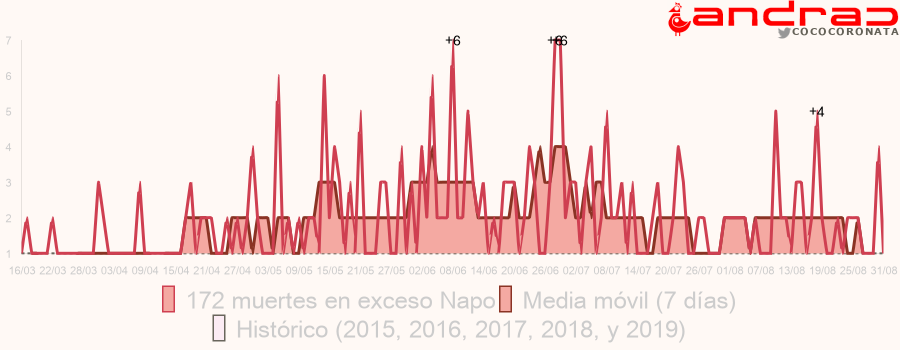 andrab
COCOCORONATA
7
6
5
4
3
2
1
+6
+6
+6
+4
16/03 22/03 28/03 03/04 09/04 15/04 21/04 27/04 03/05 09/05 15/05 21/05 27/05 02/06 08/06 14/06 20/06 26/06 02/07 08/07 14/07 20/07 26/07 01/08 07/08 13/08 19/08 25/08 31/08
172 muertes en exceso Napo Media móvil (7 días)
Histórico (2015, 2016, 2017, 2018, y 2019)